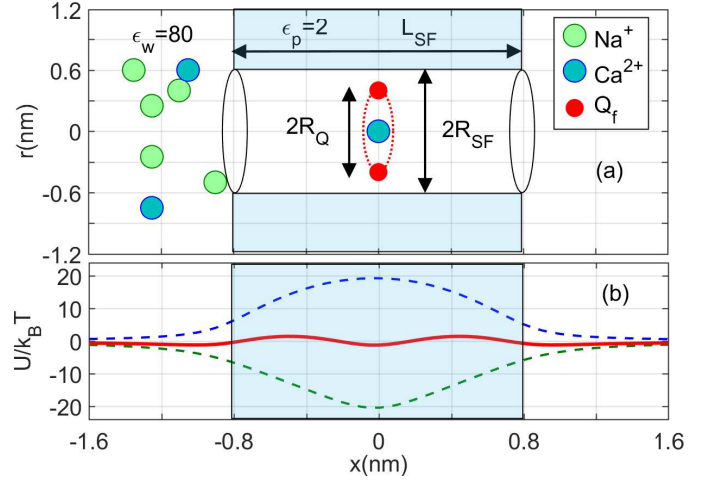 ϵw=80
ϵp=2
LSF
Na+
Ca2+
Qf
2RQ
2RSF
(a)
r(nm)
1.2
0.6
0
-0.6
-1.2
(b)
U/kBT
20
10
0
-10
-20
-1.6
-0.8
0
0.8
1.6
x(nm)